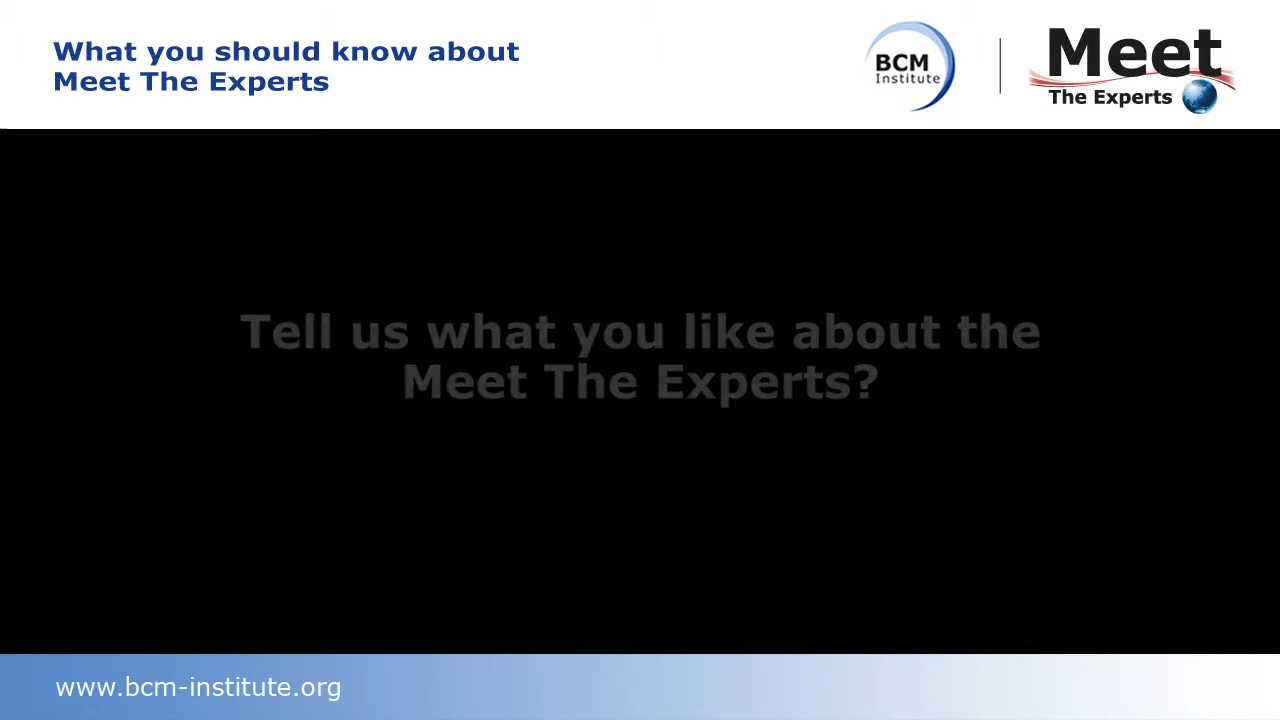 What you should know about
Meet The Experts
BCM
Institute
Meet
The Experts
Tell us what you like about the
Meet The Experts?
www.bcm-institute.org